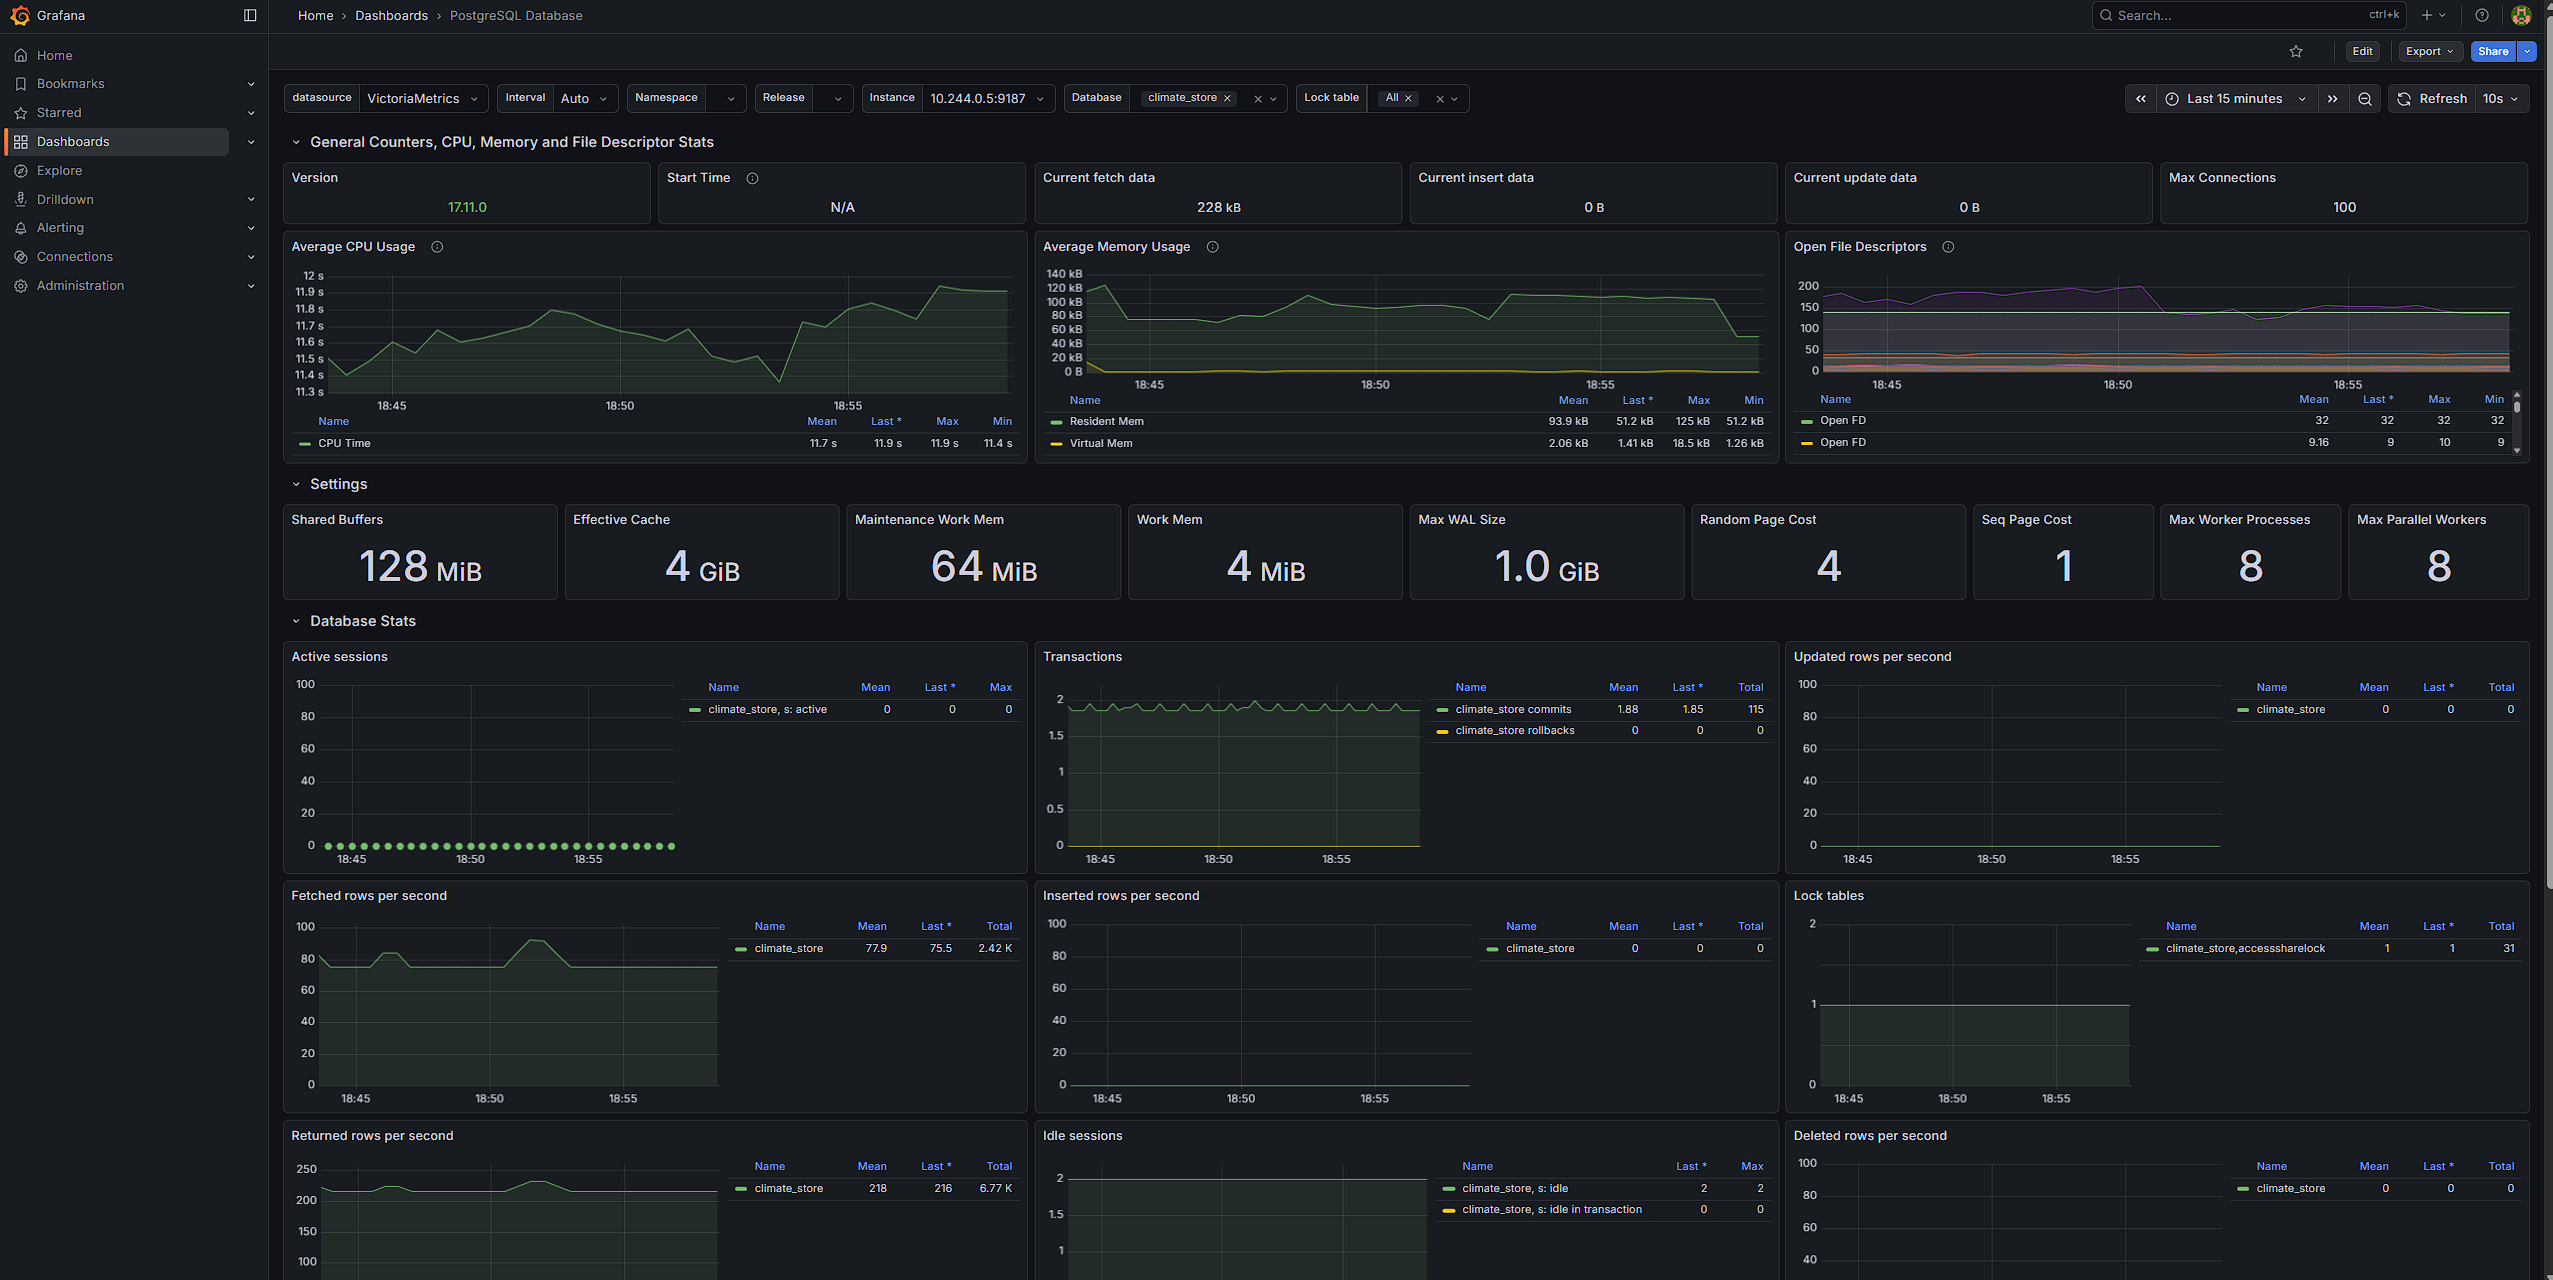 Grafana
Home › Dashboards › PostgreSQL Database
Search... ctrl+k
Home
Bookmarks
Starred
Dashboards
Explore
Drilldown
Alerting
Connections
Administration
Edit Export Share
datasource VictoriaMetrics Interval Auto Namespace Release Instance 10.244.0.5:9187 Database climate_store Lock table All Last 15 minutes Refresh 10s
General Counters, CPU, Memory and File Descriptor Stats
Version
17.11.0
Start Time
N/A
Current fetch data
228 kB
Current insert data
0 B
Current update data
0 B
Max Connections
100
Average CPU Usage
12 s
11.9 s
11.8 s
11.7 s
11.6 s
11.5 s
11.4 s
11.3 s
18:45 18:50 18:55
Name Mean Last * Max Min
CPU Time 11.7 s 11.9 s 11.9 s 11.4 s
Average Memory Usage
140 kB
120 kB
100 kB
80 kB
60 kB
40 kB
20 kB
0 B
18:45 18:50 18:55
Name Mean Last * Max Min
Resident Mem 93.9 kB 51.2 kB 125 kB 51.2 kB
Virtual Mem 2.06 kB 1.41 kB 18.5 kB 1.26 kB
Open File Descriptors
200
150
100
50
0
18:45 18:50 18:55
Name Mean Last * Max Min
Open FD 32 32 32 32
Open FD 9.16 9 10 9
Settings
Shared Buffers
128 MiB
Effective Cache
4 GiB
Maintenance Work Mem
64 MiB
Work Mem
4 MiB
Max WAL Size
1.0 GiB
Random Page Cost
4
Seq Page Cost
1
Max Worker Processes
8
Max Parallel Workers
8
Database Stats
Active sessions
100
80
60
40
20
0
18:45 18:50 18:55
Name Mean Last * Max
climate_store, s: active 0 0 0
Transactions
2
1.5
1
0.5
0
18:45 18:50 18:55
Name Mean Last * Total
climate_store commits 1.88 1.85 115
climate_store rollbacks 0 0 0
Updated rows per second
100
80
60
40
20
0
18:45 18:50 18:55
Name Mean Last * Total
climate_store 0 0 0
Fetched rows per second
100
80
60
40
20
0
18:45 18:50 18:55
Name Mean Last * Total
climate_store 77.9 75.5 2.42 K
Inserted rows per second
100
80
60
40
20
0
18:45 18:50 18:55
Name Mean Last * Total
climate_store 0 0 0
Lock tables
2
1
0
18:45 18:50 18:55
Name Mean Last * Total
climate_store,accesssharelock 1 1 31
Returned rows per second
250
200
150
100
Name Mean Last * Total
climate_store 218 216 6.77 K
Idle sessions
2
1.5
1
Name Last * Max
climate_store, s: idle 2 2
climate_store, s: idle in transaction 0 0
Deleted rows per second
100
80
60
40
Name Mean Last * Total
climate_store 0 0 0